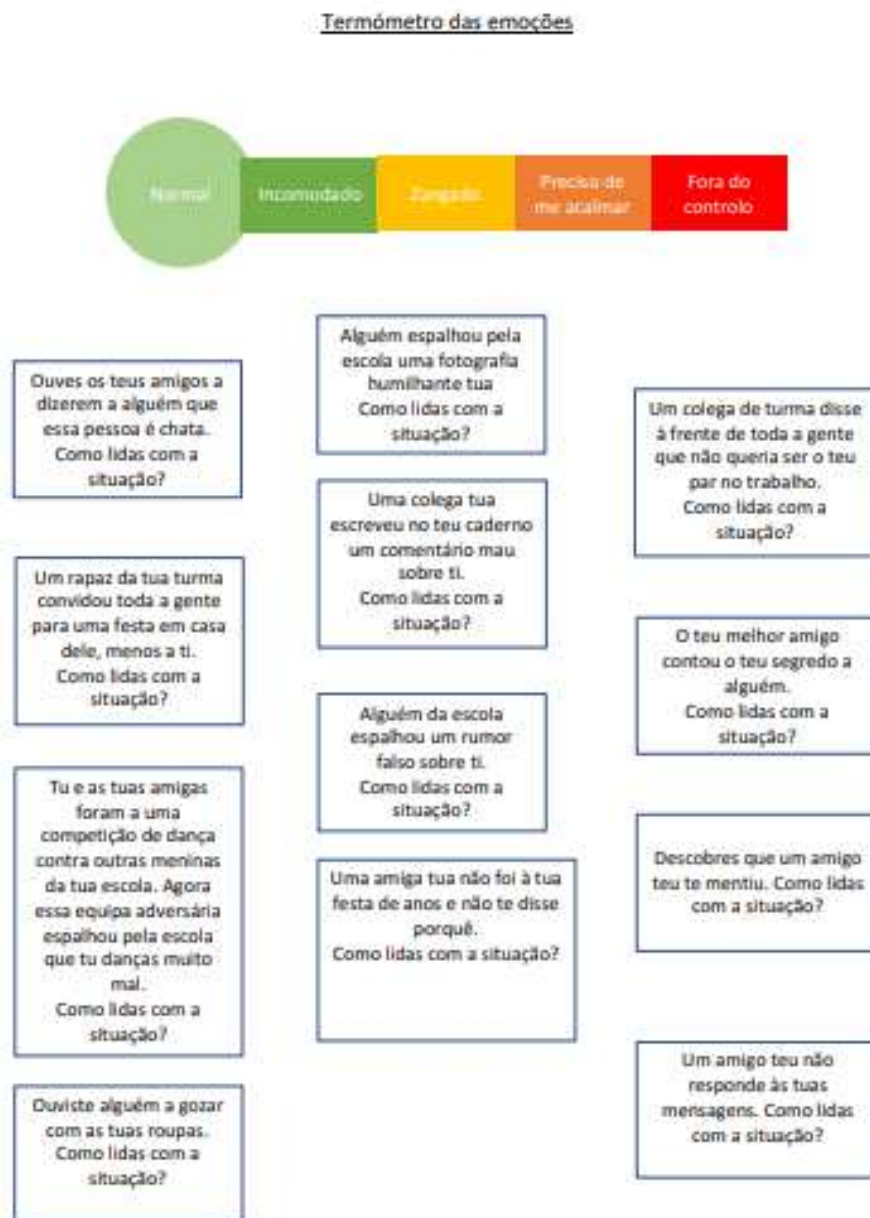 Termómetro das emoções
Normal
Incomodado
Zangado
Preciso de
me acalmar
Fora do
controlo
Ouves os teus amigos a
dizerem a alguém que
essa pessoa é chata.
Como lidas com a
situação?
Um rapaz da tua turma
convidou toda a gente
para uma festa em casa
dele, menos a ti.
Como lidas com a
situação?
Tu e as tuas amigas
foram a uma
competição de dança
contra outras meninas
da tua escola. Agora
essa equipa adversária
espalhou pela escola
que tu danças muito
mal.
Como lidas com a
situação?
Ouviste alguém a gozar
com as tuas roupas.
Como lidas com a
situação?
Alguém espalhou pela
escola uma fotografia
humilhante tua
Como lidas com a
situação?
Uma colega tua
escreveu no teu caderno
um comentário mau
sobre ti.
Como lidas com a
situação?
Alguém da escola
espalhou um rumor
falso sobre ti.
Como lidas com a
situação?
Uma amiga tua não foi à tua
festa de anos e não te disse
porquê.
Como lidas com a situação?
Um colega de turma disse
à frente de toda a gente
que não queria ser o teu
par no trabalho.
Como lidas com a
situação?
O teu melhor amigo
contou o teu segredo a
alguém.
Como lidas com a
situação?
Descobres que um amigo
teu te mentiu. Como lidas
com a situação?
Um amigo teu não
responde às tuas
mensagens. Como lidas
com a situação?